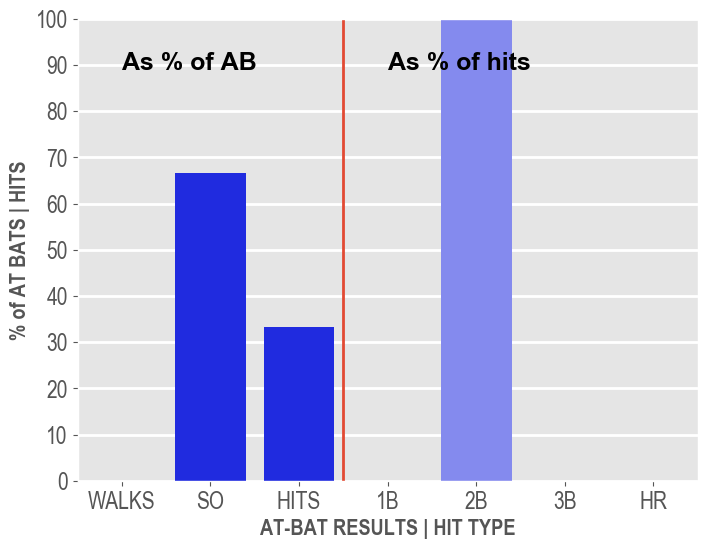 As % of AB
As % of hits
% of AT BATS | HITS
100
90
80
70
60
50
40
30
20
10
0
WALKS SO HITS 1B 2B 3B HR
AT-BAT RESULTS | HIT TYPE